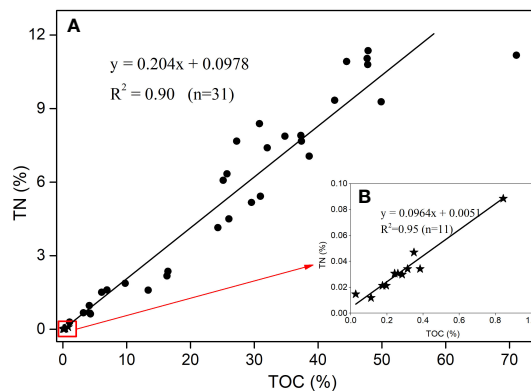 A
y = 0.204x + 0.0978
R² = 0.90 (n=31)
TN (%)
12
9
6
3
0
0 10 20 30 40 50 60 70
TOC (%)
B
y = 0.0964x + 0.0051
R²=0.95 (n=11)
TN (%)
0.10
0.08
0.06
0.04
0.02
0.00
0.0 0.2 0.4 0.6 0.8 1.0
TOC (%)